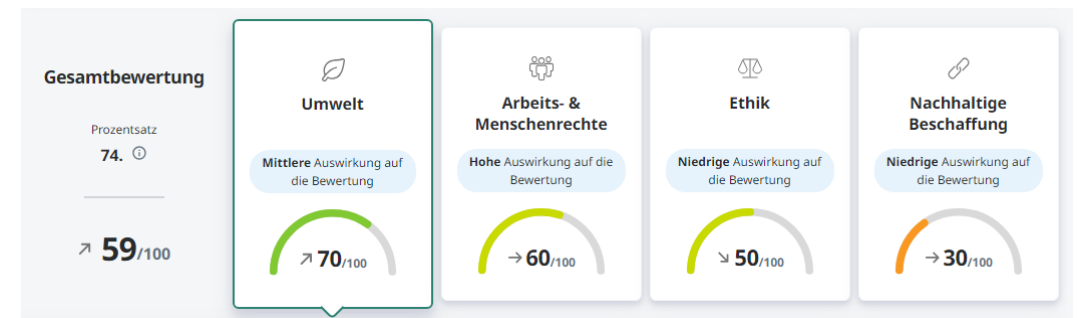 Gesamtbewertung
Prozentsatz
74.
59/100
Umwelt
Mittlere Auswirkung auf
die Bewertung
70/100
Arbeits- &
Menschenrechte
Hohe Auswirkung auf die
Bewertung
60/100
Ethik
Niedrige Auswirkung auf
die Bewertung
50/100
Nachhaltige
Beschaffung
Niedrige Auswirkung auf
die Bewertung
30/100